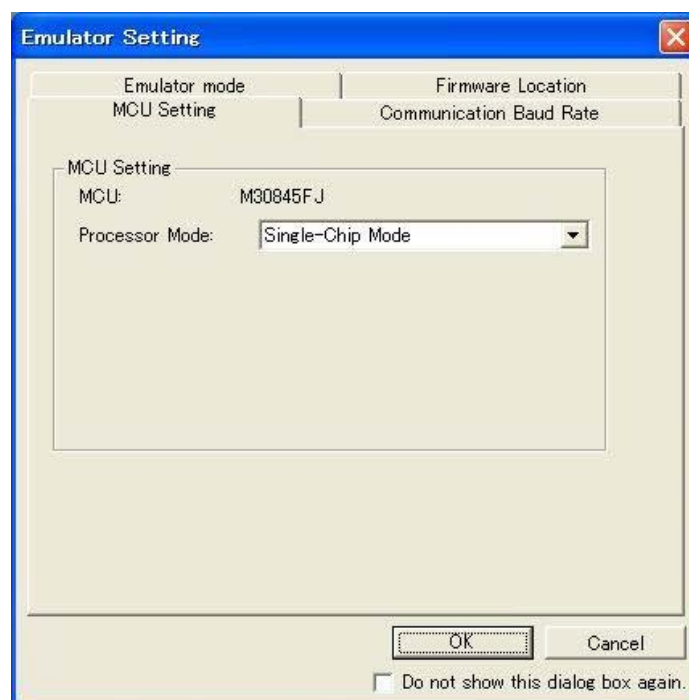 Emulator Setting
Emulator mode
Firmware Location
MCU Setting
Communication Baud Rate
MCU Setting
MCU: M30845FJ
Processor Mode: Single-Chip Mode
OK Cancel
Do not show this dialog box again.